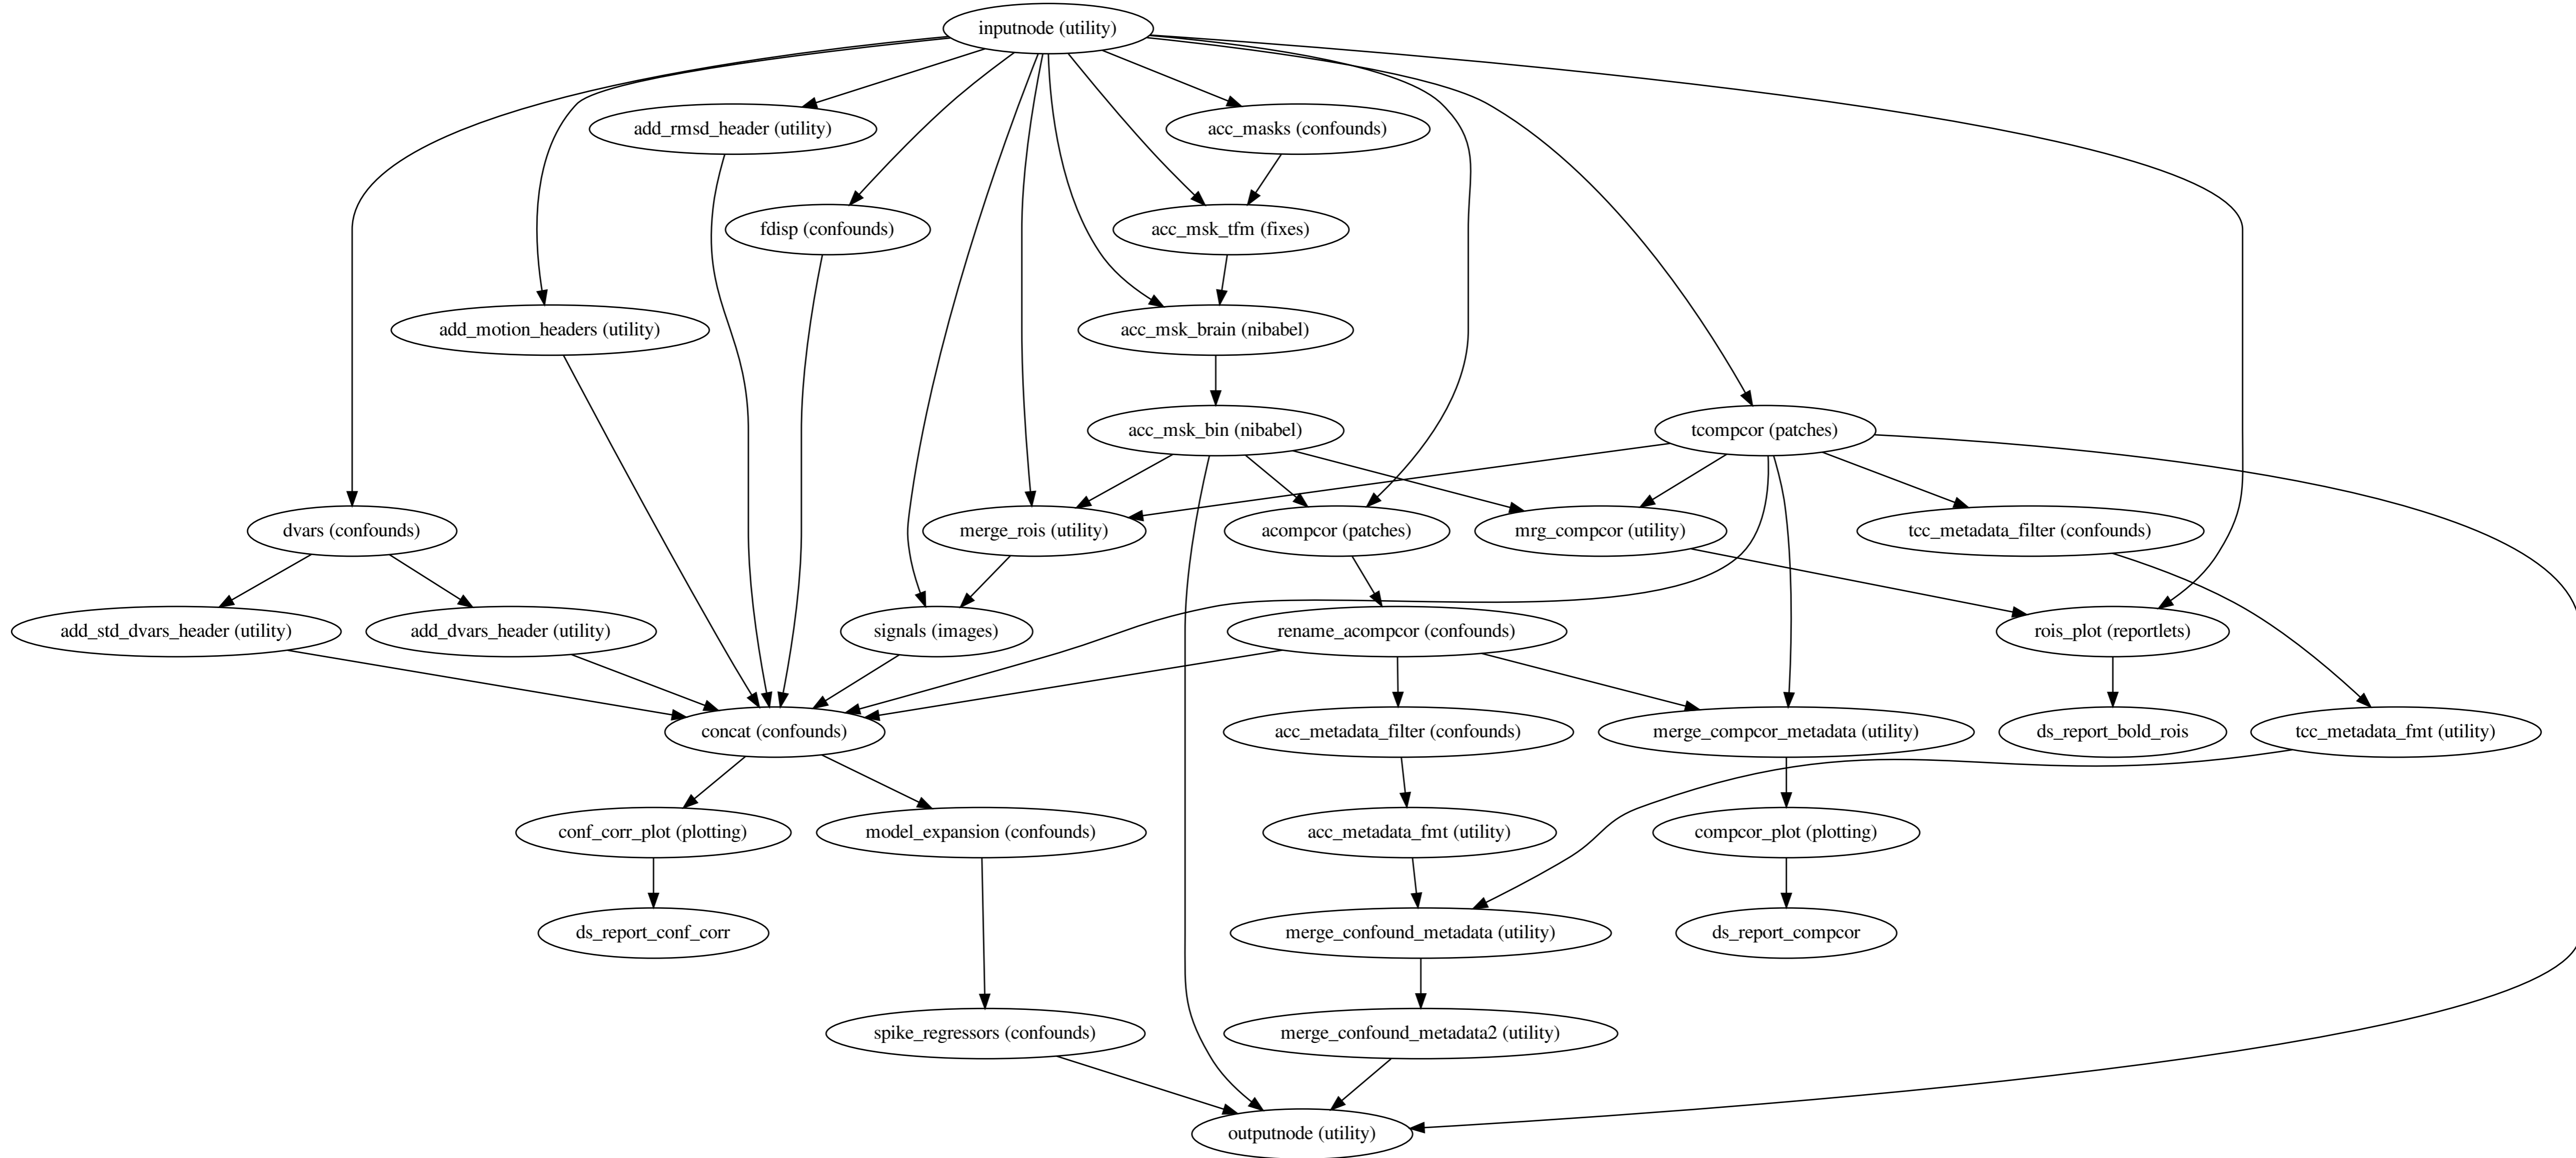 inputnode (utility)
add_rmsd_header (utility)
acc_masks (confounds)
fdisp (confounds)
acc_msk_tfm (fixes)
add_motion_headers (utility)
acc_msk_brain (nibabel)
acc_msk_bin (nibabel)
tcompcor (patches)
dvars (confounds)
merge_rois (utility)
acompcor (patches)
mrg_compcor (utility)
tcc_metadata_filter (confounds)
add_std_dvars_header (utility)
add_dvars_header (utility)
signals (images)
rename_acompcor (confounds)
rois_plot (reportlets)
concat (confounds)
acc_metadata_filter (confounds)
merge_compcor_metadata (utility)
ds_report_bold_rois
tcc_metadata_fmt (utility)
conf_corr_plot (plotting)
model_expansion (confounds)
acc_metadata_fmt (utility)
compcor_plot (plotting)
ds_report_conf_corr
merge_confound_metadata (utility)
ds_report_compcor
spike_regressors (confounds)
merge_confound_metadata2 (utility)
outputnode (utility)